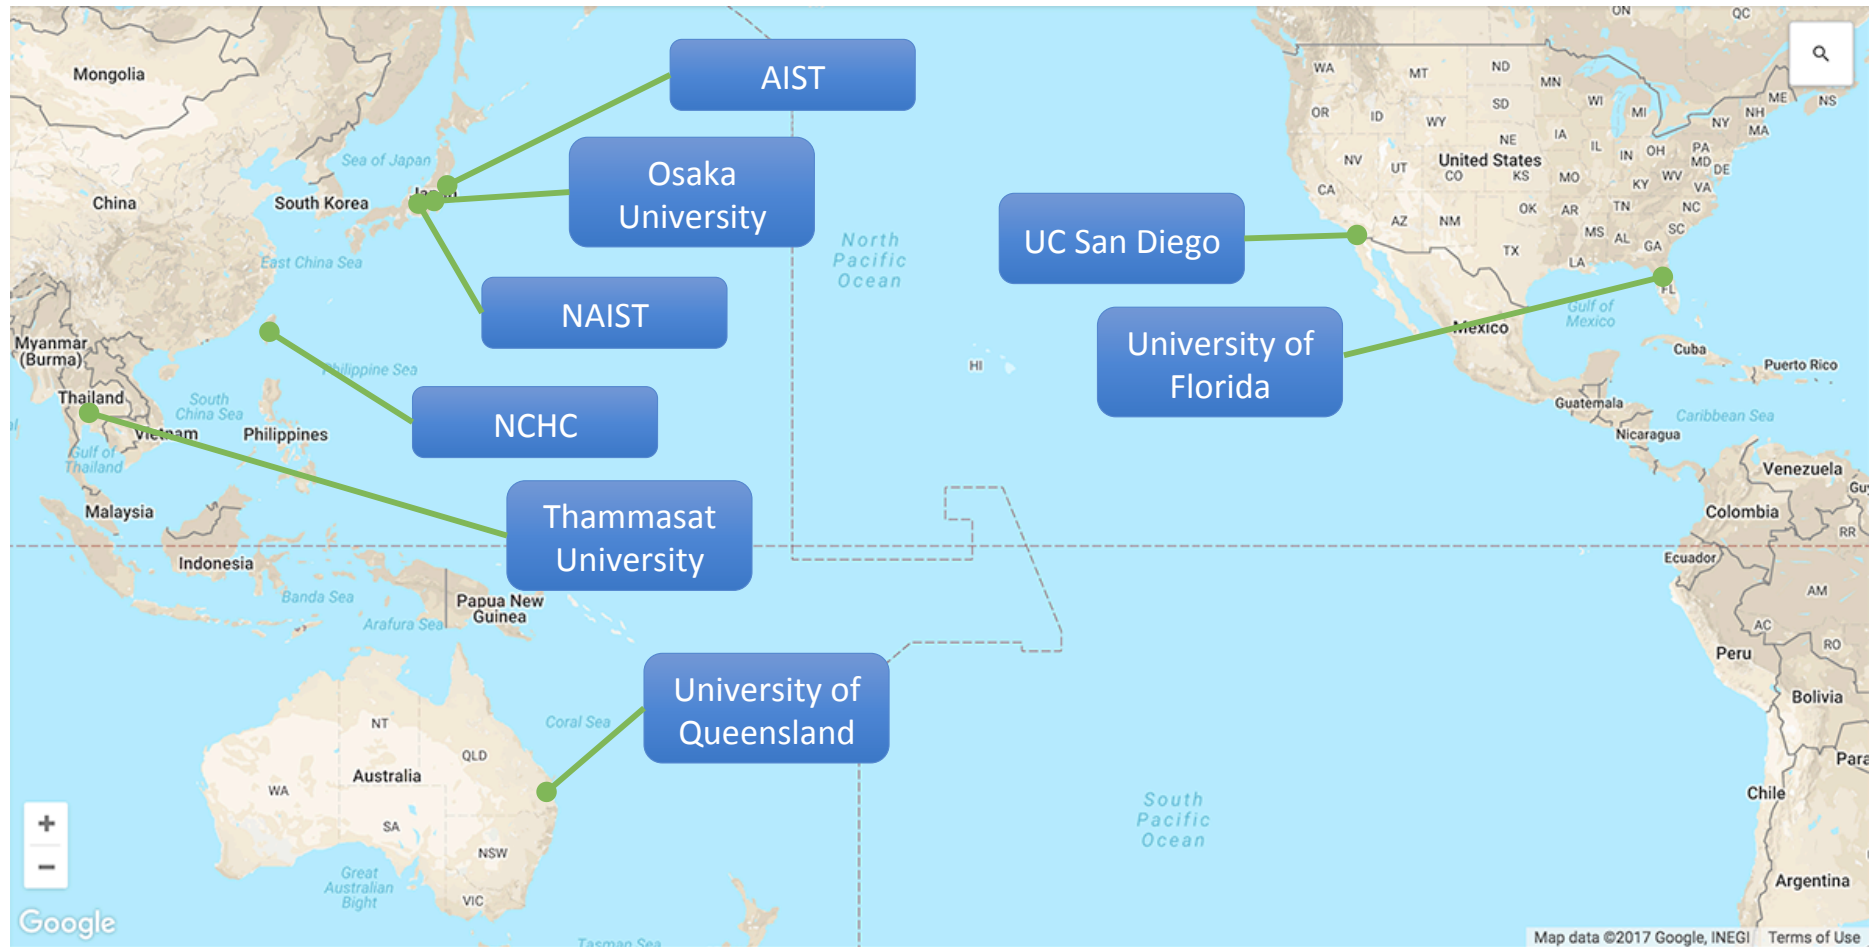 ON
QC
Mongolia
AIST
WA
MT
ND
MN
SD
WI
MI
ME
NS
OR
ID
WY
NY
NH
MA
NE
IA
IL
IN
OH
PA
MD
DE
Sea of Japan
Osaka
University
NV
UT
United States
CO
KS
MO
KY
WV
VA
China
South Korea
CA
OK
AR
TN
NC
AZ
NM
MS
AL
GA
SC
UC San Diego
TX
LA
North
Pacific
Ocean
East China Sea
FL
NAIST
Gulf of
Mexico
Mexico
University of
Florida
Myanmar
(Burma)
Philippine Sea
HI
Cuba
Puerto Rico
Thailand
South
China Sea
Guatemala
Caribbean Sea
NCHC
Vietnam
Philippines
Nicaragua
Gulf of
Thailand
Venezuela
Guy
Malaysia
Colombia
Thammasat
University
RR
Indonesia
Ecuador
Banda Sea
Papua New
Guinea
AM
Arafura Sea
AC
RO
Peru
University of
Queensland
Bolivia
NT
Coral Sea
QLD
Para
Australia
WA
Chile
South
Pacific
Ocean
+
SA
NSW
−
Great
Australian
Bight
VIC
Argentina
Google
Tasman Sea
Map data ©2017 Google, INEGI
Terms of Use